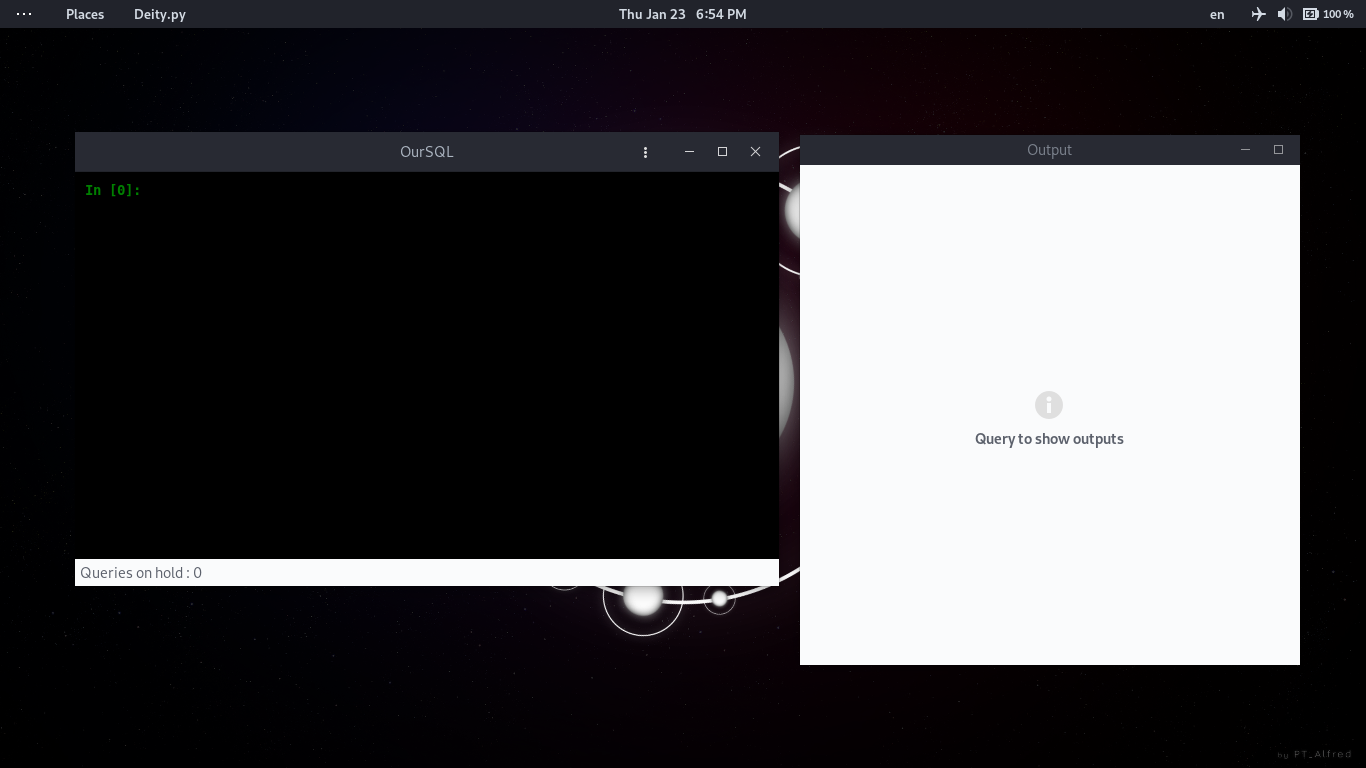 Places Deity.py Thu Jan 23 6:54 PM en 100 %
OurSQL
In [0]:
Queries on hold : 0
Output
Query to show outputs
by PT_Alfred